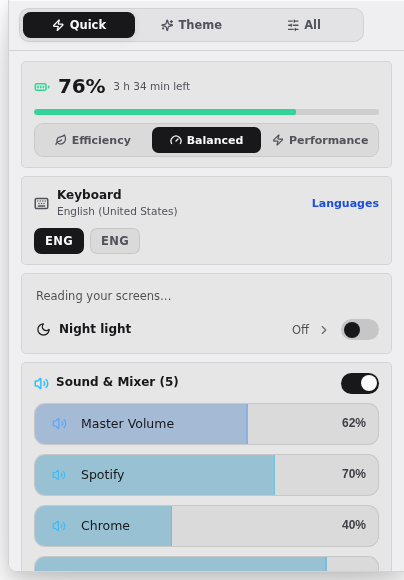 Quick Theme All
76% 3 h 34 min left
Efficiency Balanced Performance
Keyboard
English (United States)
Languages
ENG ENG
Reading your screens...
Night light Off
Sound & Mixer (5)
Master Volume 62%
Spotify 70%
Chrome 40%